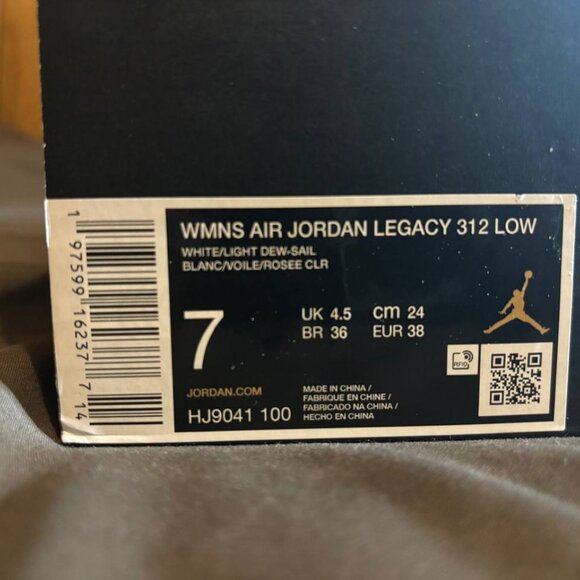 WMNS AIR JORDAN LEGACY 312 LOW
WHITE/LIGHT DEW-SAIL
BLANC/VOILE/ROSEE CLR
7
UK 4.5 cm 24
BR 36 EUR 38
RFID
JORDAN.COM
HJ9041 100
MADE IN CHINA /
FABRIQUE EN CHINE /
FABRICADO NA CHINA /
HECHO EN CHINA
1 97599 16237 7 14